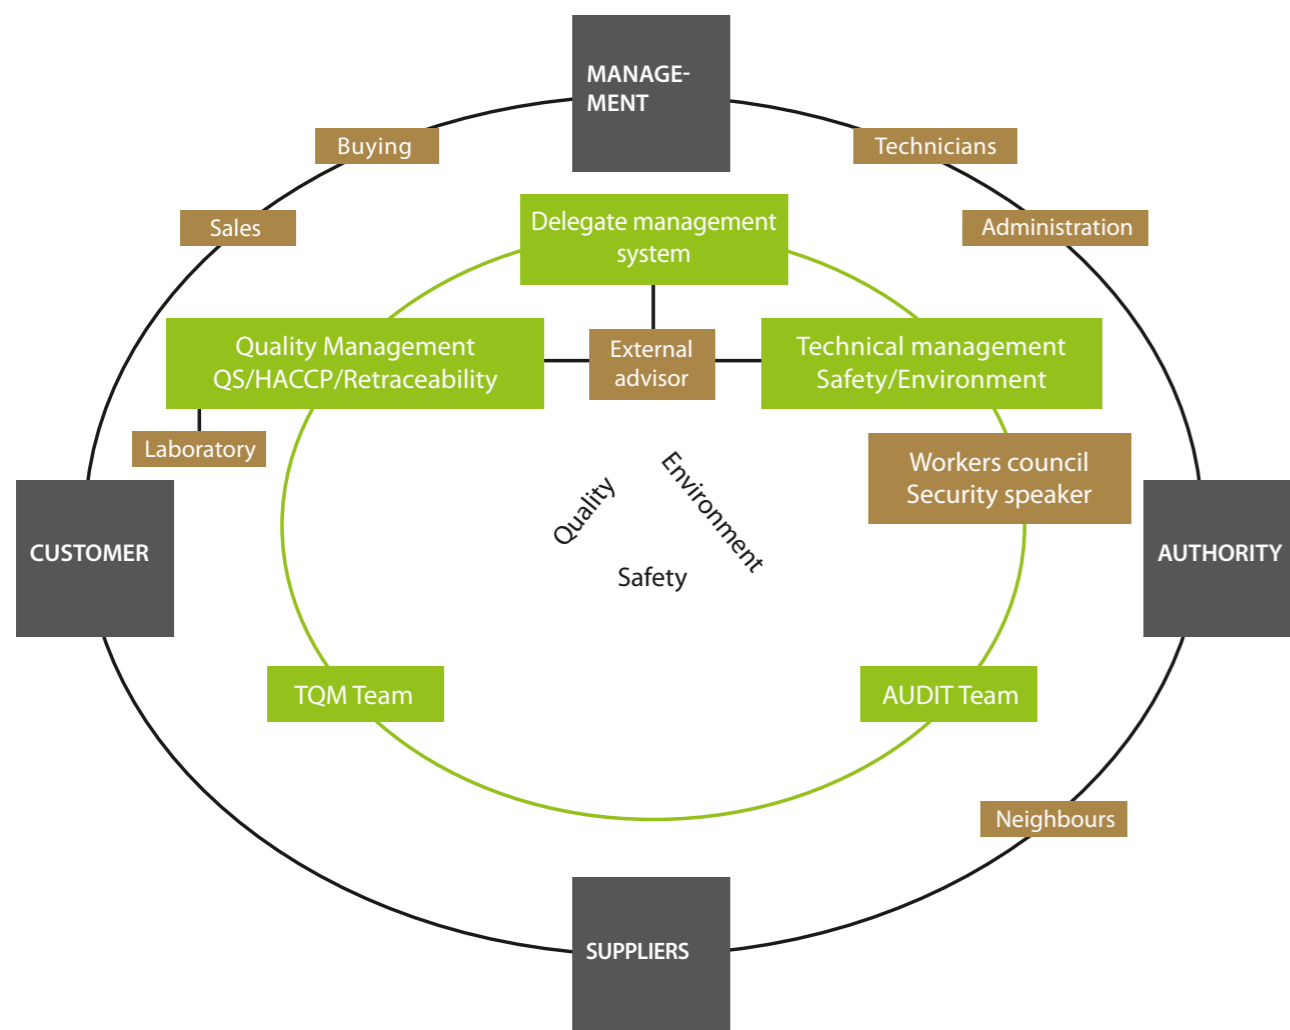 MANAGE-
MENT
Buying
Technicians
Sales
Delegate management
system
Administration
Quality Management
QS/HACCP/Retraceability
External
advisor
Technical management
Safety/Environment
Laboratory
Workers council
Security speaker
Quality
Environment
Safety
CUSTOMER
AUTHORITY
TQM Team
AUDIT Team
Neighbours
SUPPLIERS